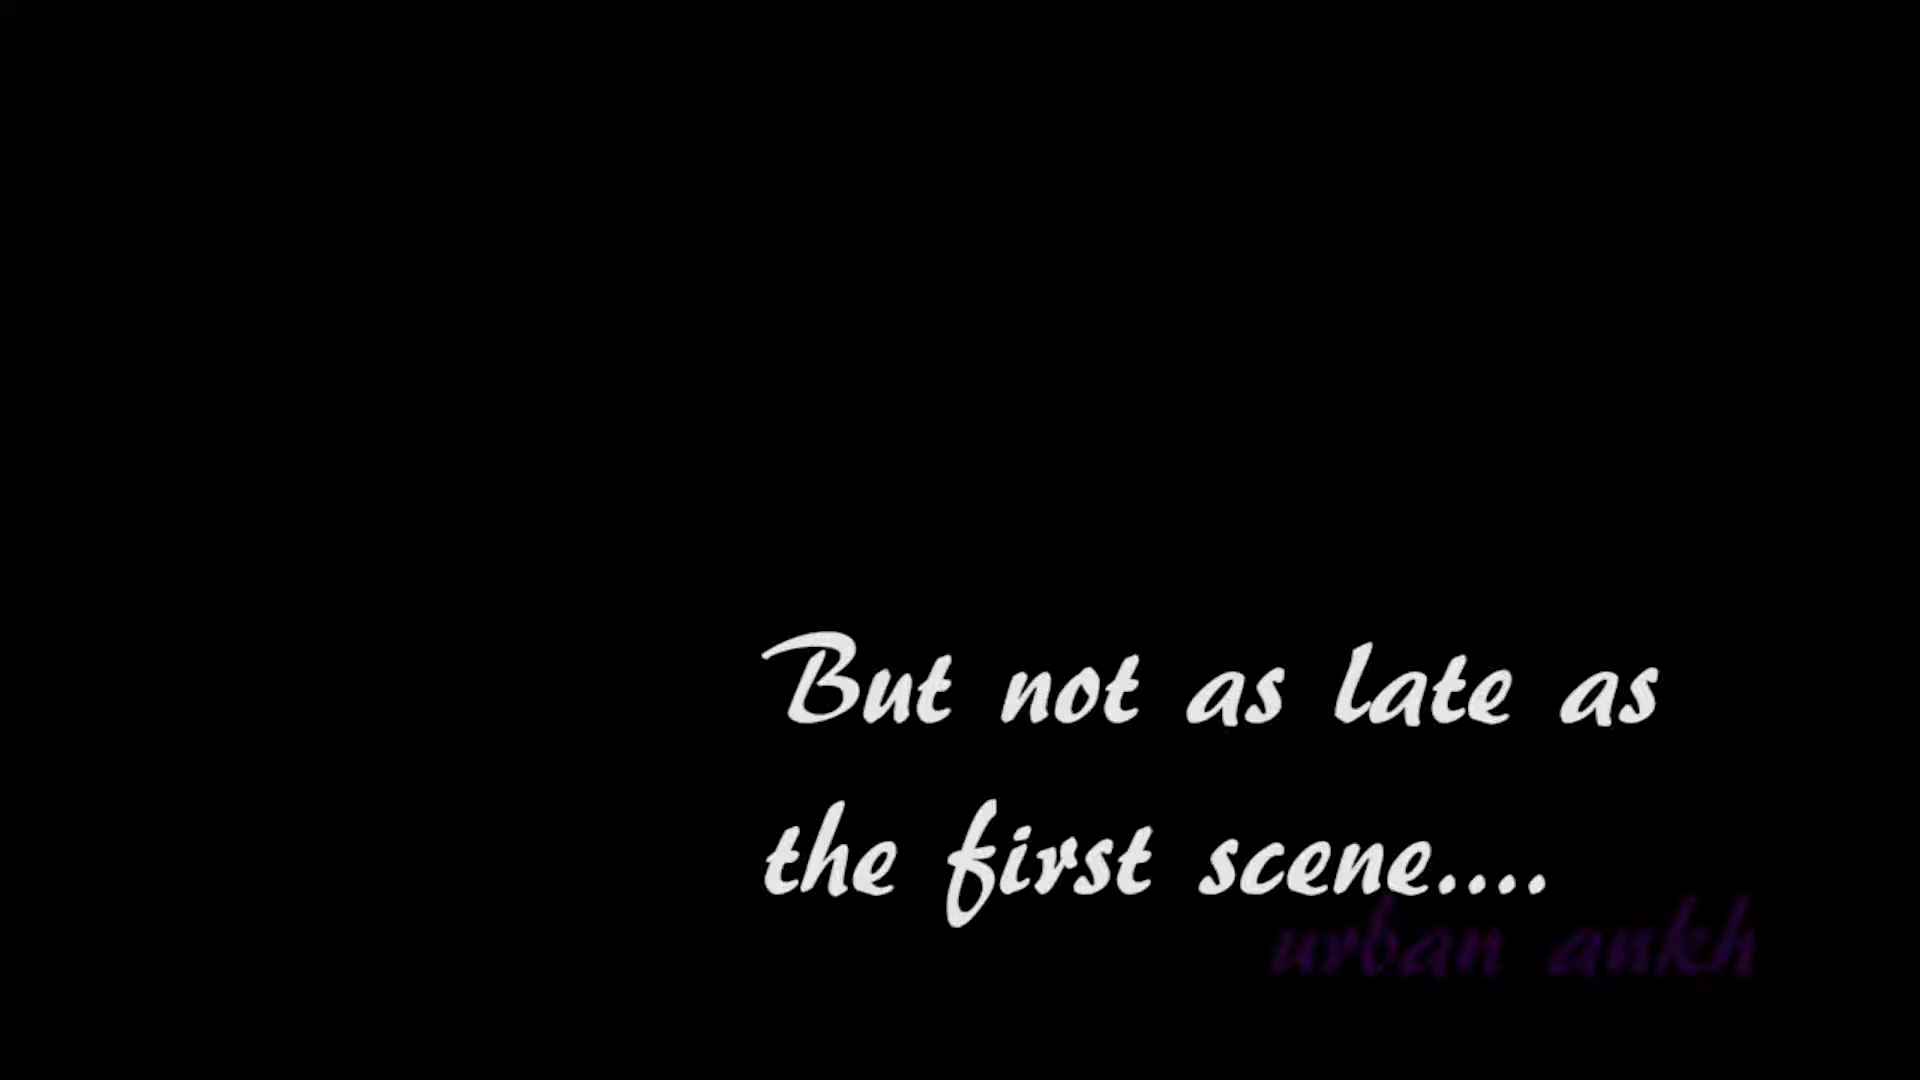 But not as late as
the first scene....
urban ankh